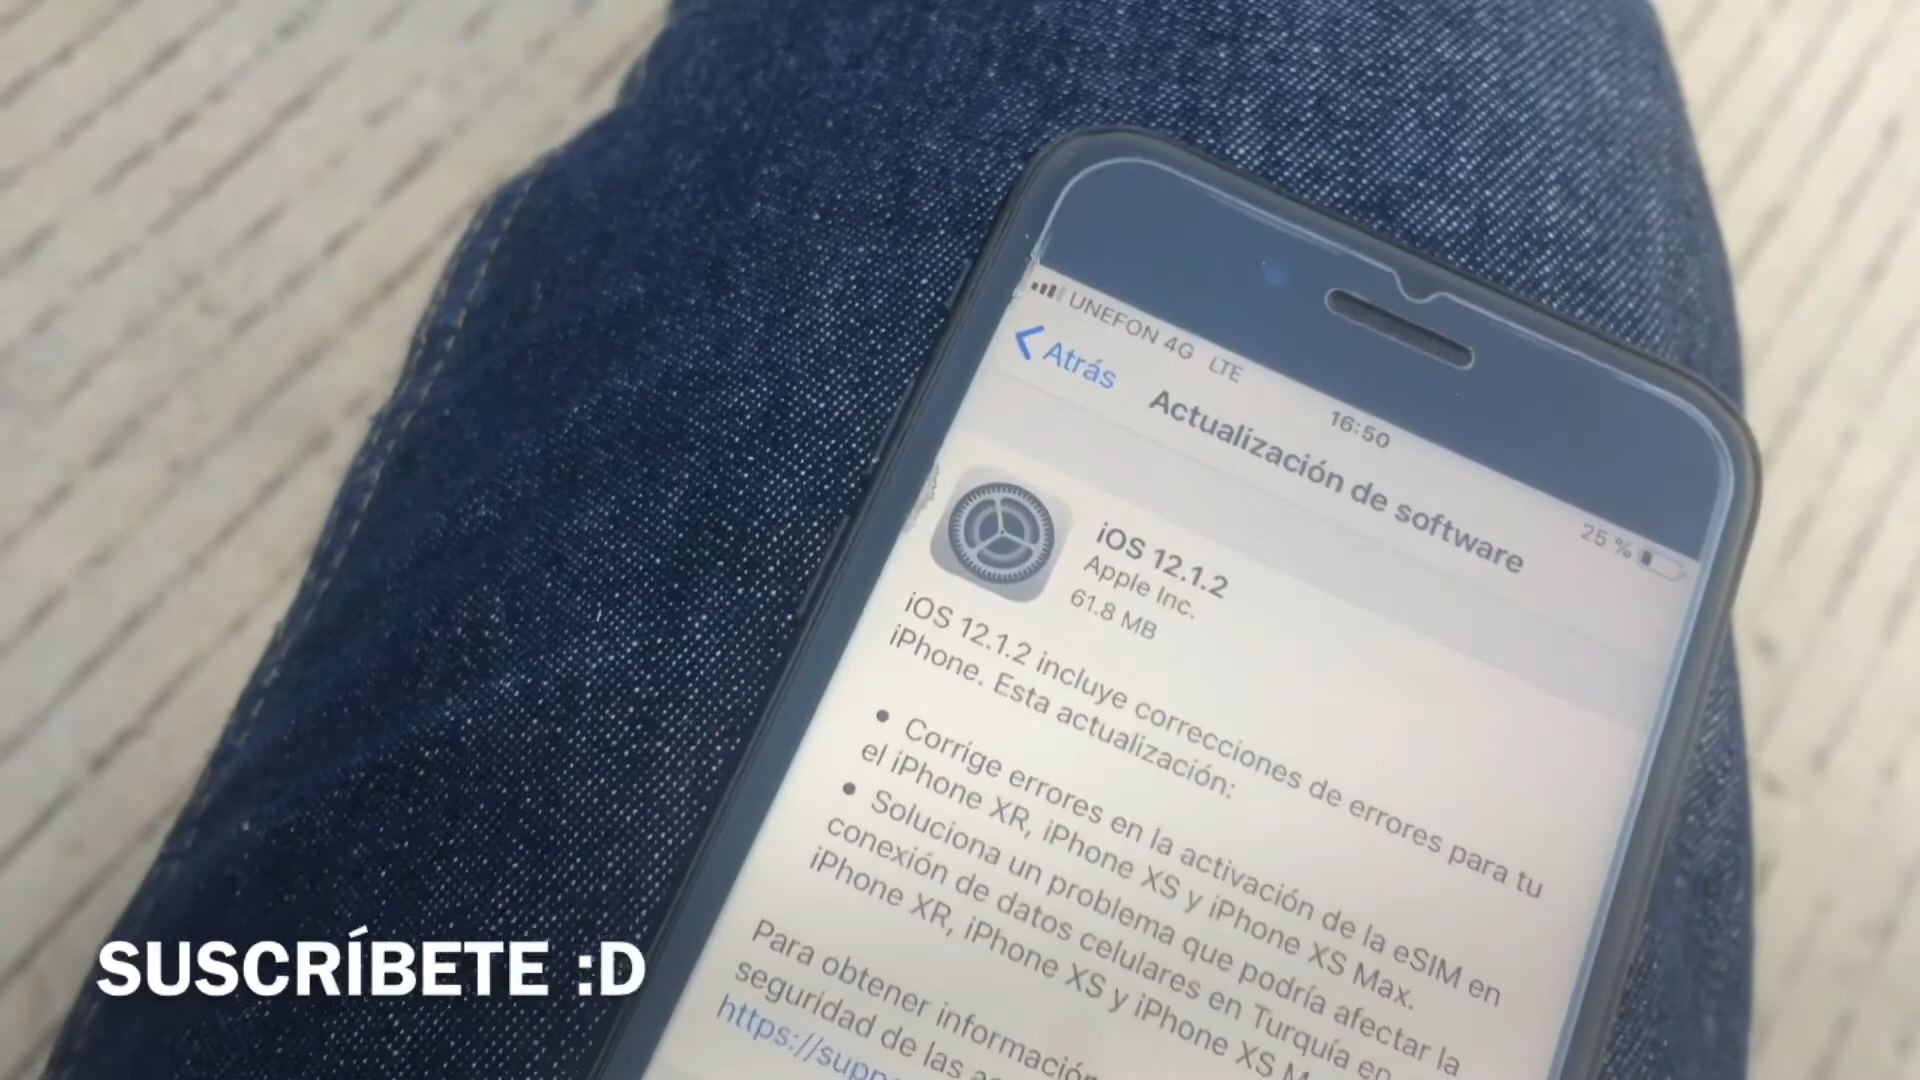 UNEFON 4G LTE
16:50
25 %
Atrás
Actualización de software
iOS 12.1.2
Apple Inc.
61.8 MB
iOS 12.1.2 incluye correcciones de errores para tu
iPhone. Esta actualización:
• Corrige errores en la activación de la eSIM en
el iPhone XR, iPhone XS y iPhone XS Max.
• Soluciona un problema que podría afectar la
conexión de datos celulares en Turquía en
iPhone XR, iPhone XS y iPhone XS
Para obtener información
seguridad de las
https://supp
SUSCRÍBETE :D